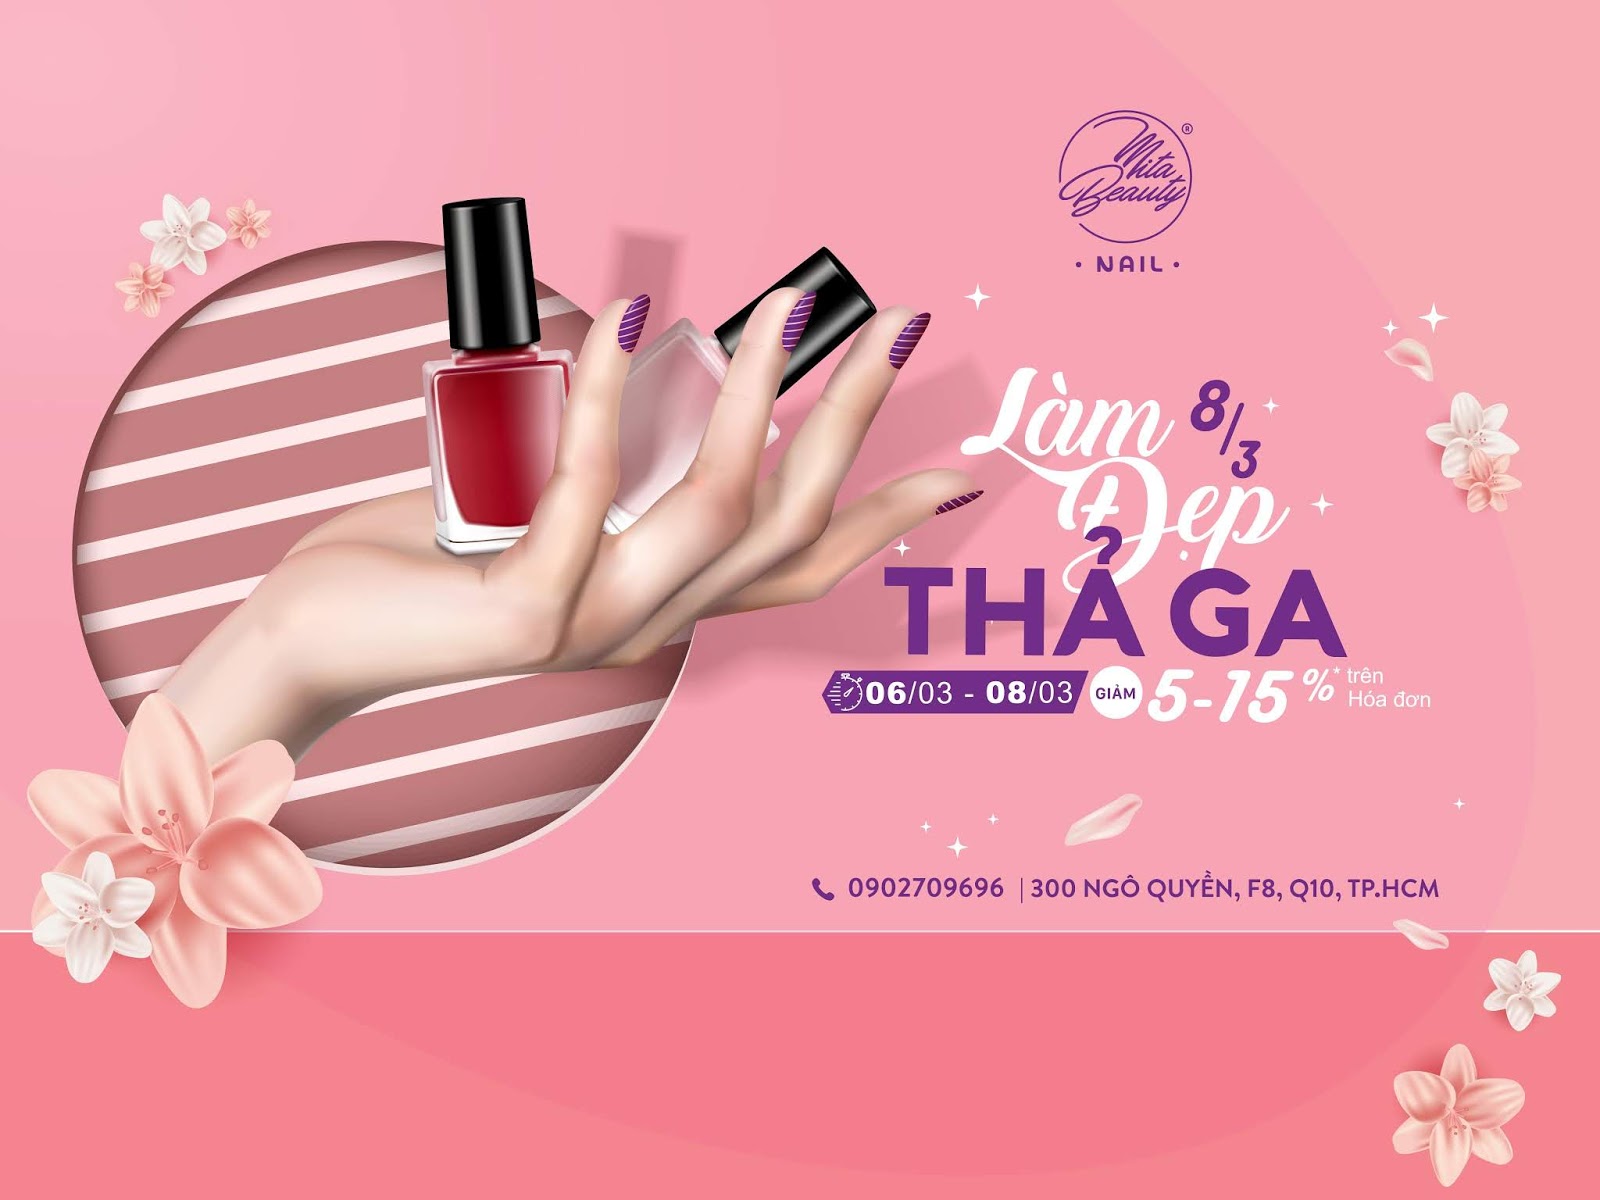 Mita
Beauty ®
• NAIL •
Làm 8/3
Đẹp
THẢ GA
06/03 - 08/03 GIẢM 5-15%* trên
Hóa đơn
0902709696 | 300 NGÔ QUYỀN, F8, Q10, TP.HCM